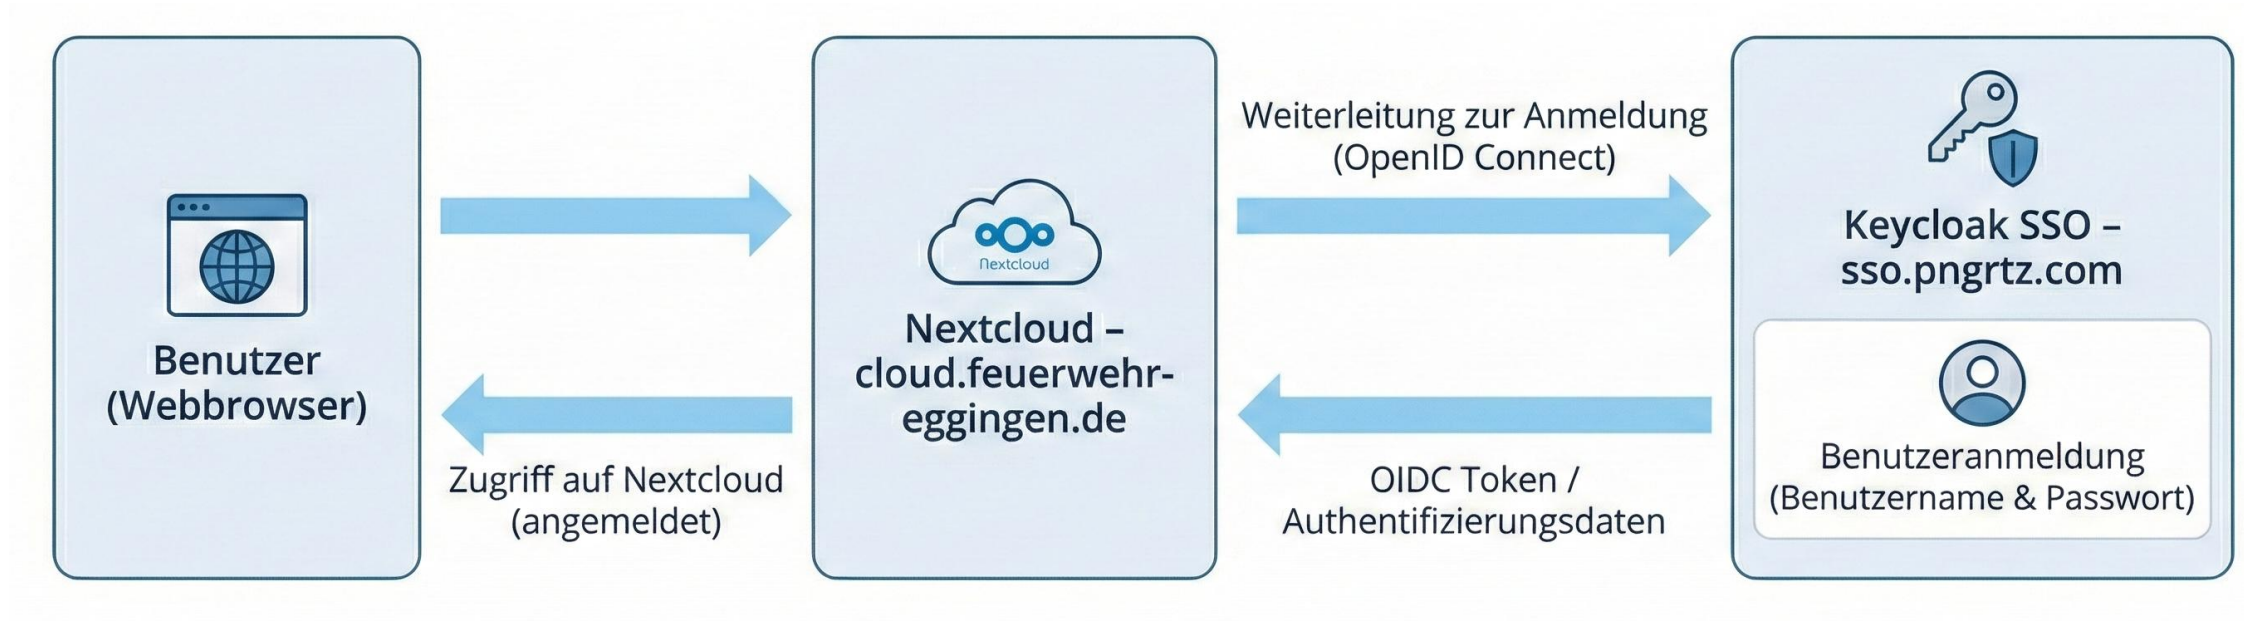 Benutzer
(Webbrowser)
Zugriff auf Nextcloud
(angemeldet)
Nextcloud
Nextcloud –
cloud.feuerwehr-
eggingen.de
Weiterleitung zur Anmeldung
(OpenID Connect)
OIDC Token /
Authentifizierungsdaten
Keycloak SSO –
sso.pngrtz.com
Benutzeranmeldung
(Benutzername & Passwort)